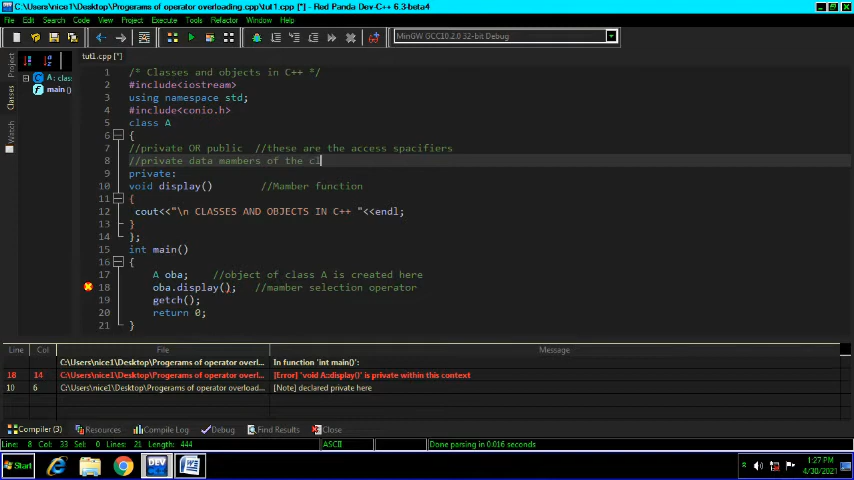 C:\Users\nice1\Desktop\Programs of operator overloading.cpp\tut1.cpp [*] - Red Panda Dev-C++ 6.3-beta4
File Edit Search Code View Project Execute Tools Refactor Window Help
MinGW GCC10.2.0 32-bit Debug
tut1.cpp [*]
Project
Classes
Watch
A : class
main()
1 /* Classes and objects in C++ */
2 #include<iostream>
3 using namespace std;
4 #include<conio.h>
5 class A
6 {
7 //private OR public //these are the access spacifiers
8 //private data mambers of the cl
9 private:
10 void display() //Mamber function
11 {
12 cout<<"\n CLASSES AND OBJECTS IN C++ "<<endl;
13 }
14 };
15 int main()
16 {
17 A oba; //object of class A is created here
18 oba.display(); //mamber selection operator
19 getch();
20 return 0;
21 }
Line Col File Message
C:\Users\nice1\Desktop\Programs of operator overl... In function 'int main()':
18 14 C:\Users\nice1\Desktop\Programs of operator overl... [Error] 'void A::display()' is private within this context
10 6 C:\Users\nice1\Desktop\Programs of operator overload... [Note] declared private here
Compiler (3) Resources Compile Log Debug Find Results Close
Line: 8 Col: 33 Sel: 0 Lines: 21 Length: 444 ASCII Done parsing in 0.016 seconds
Start DEV W 1:27 PM
4/30/2021